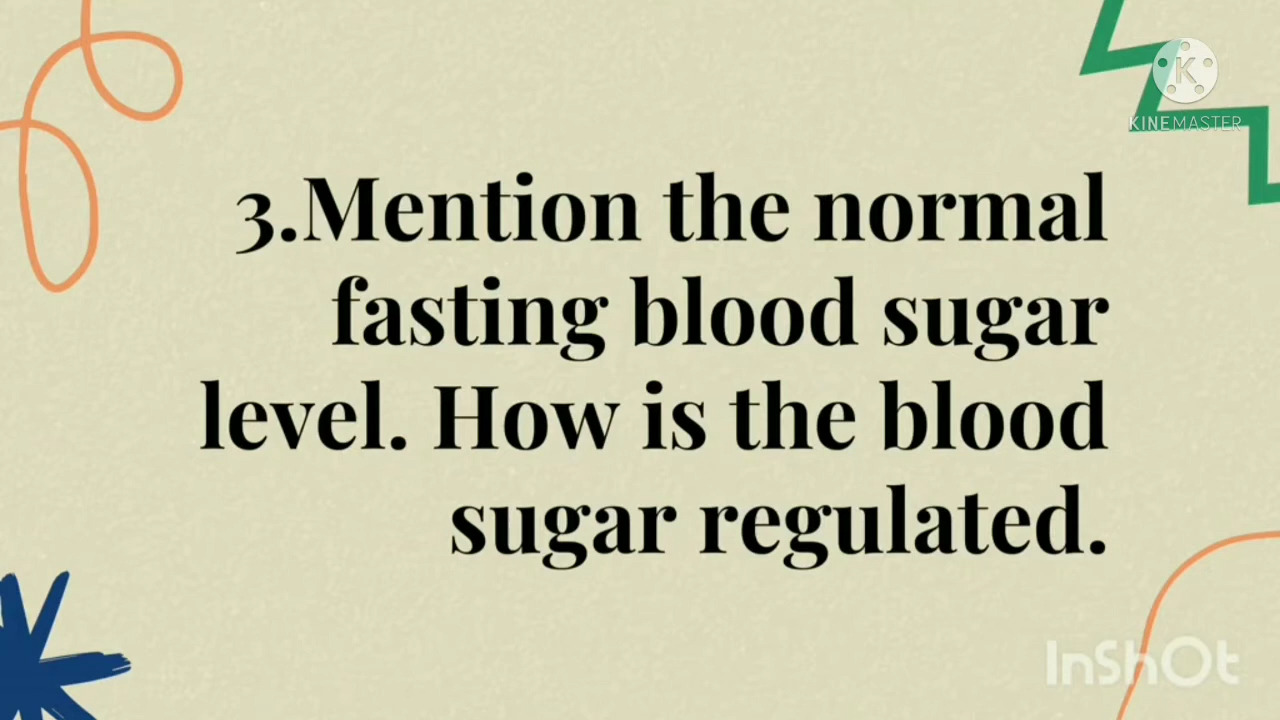 KINEMASTER
3.Mention the normal
fasting blood sugar
level. How is the blood
sugar regulated.
InShOt